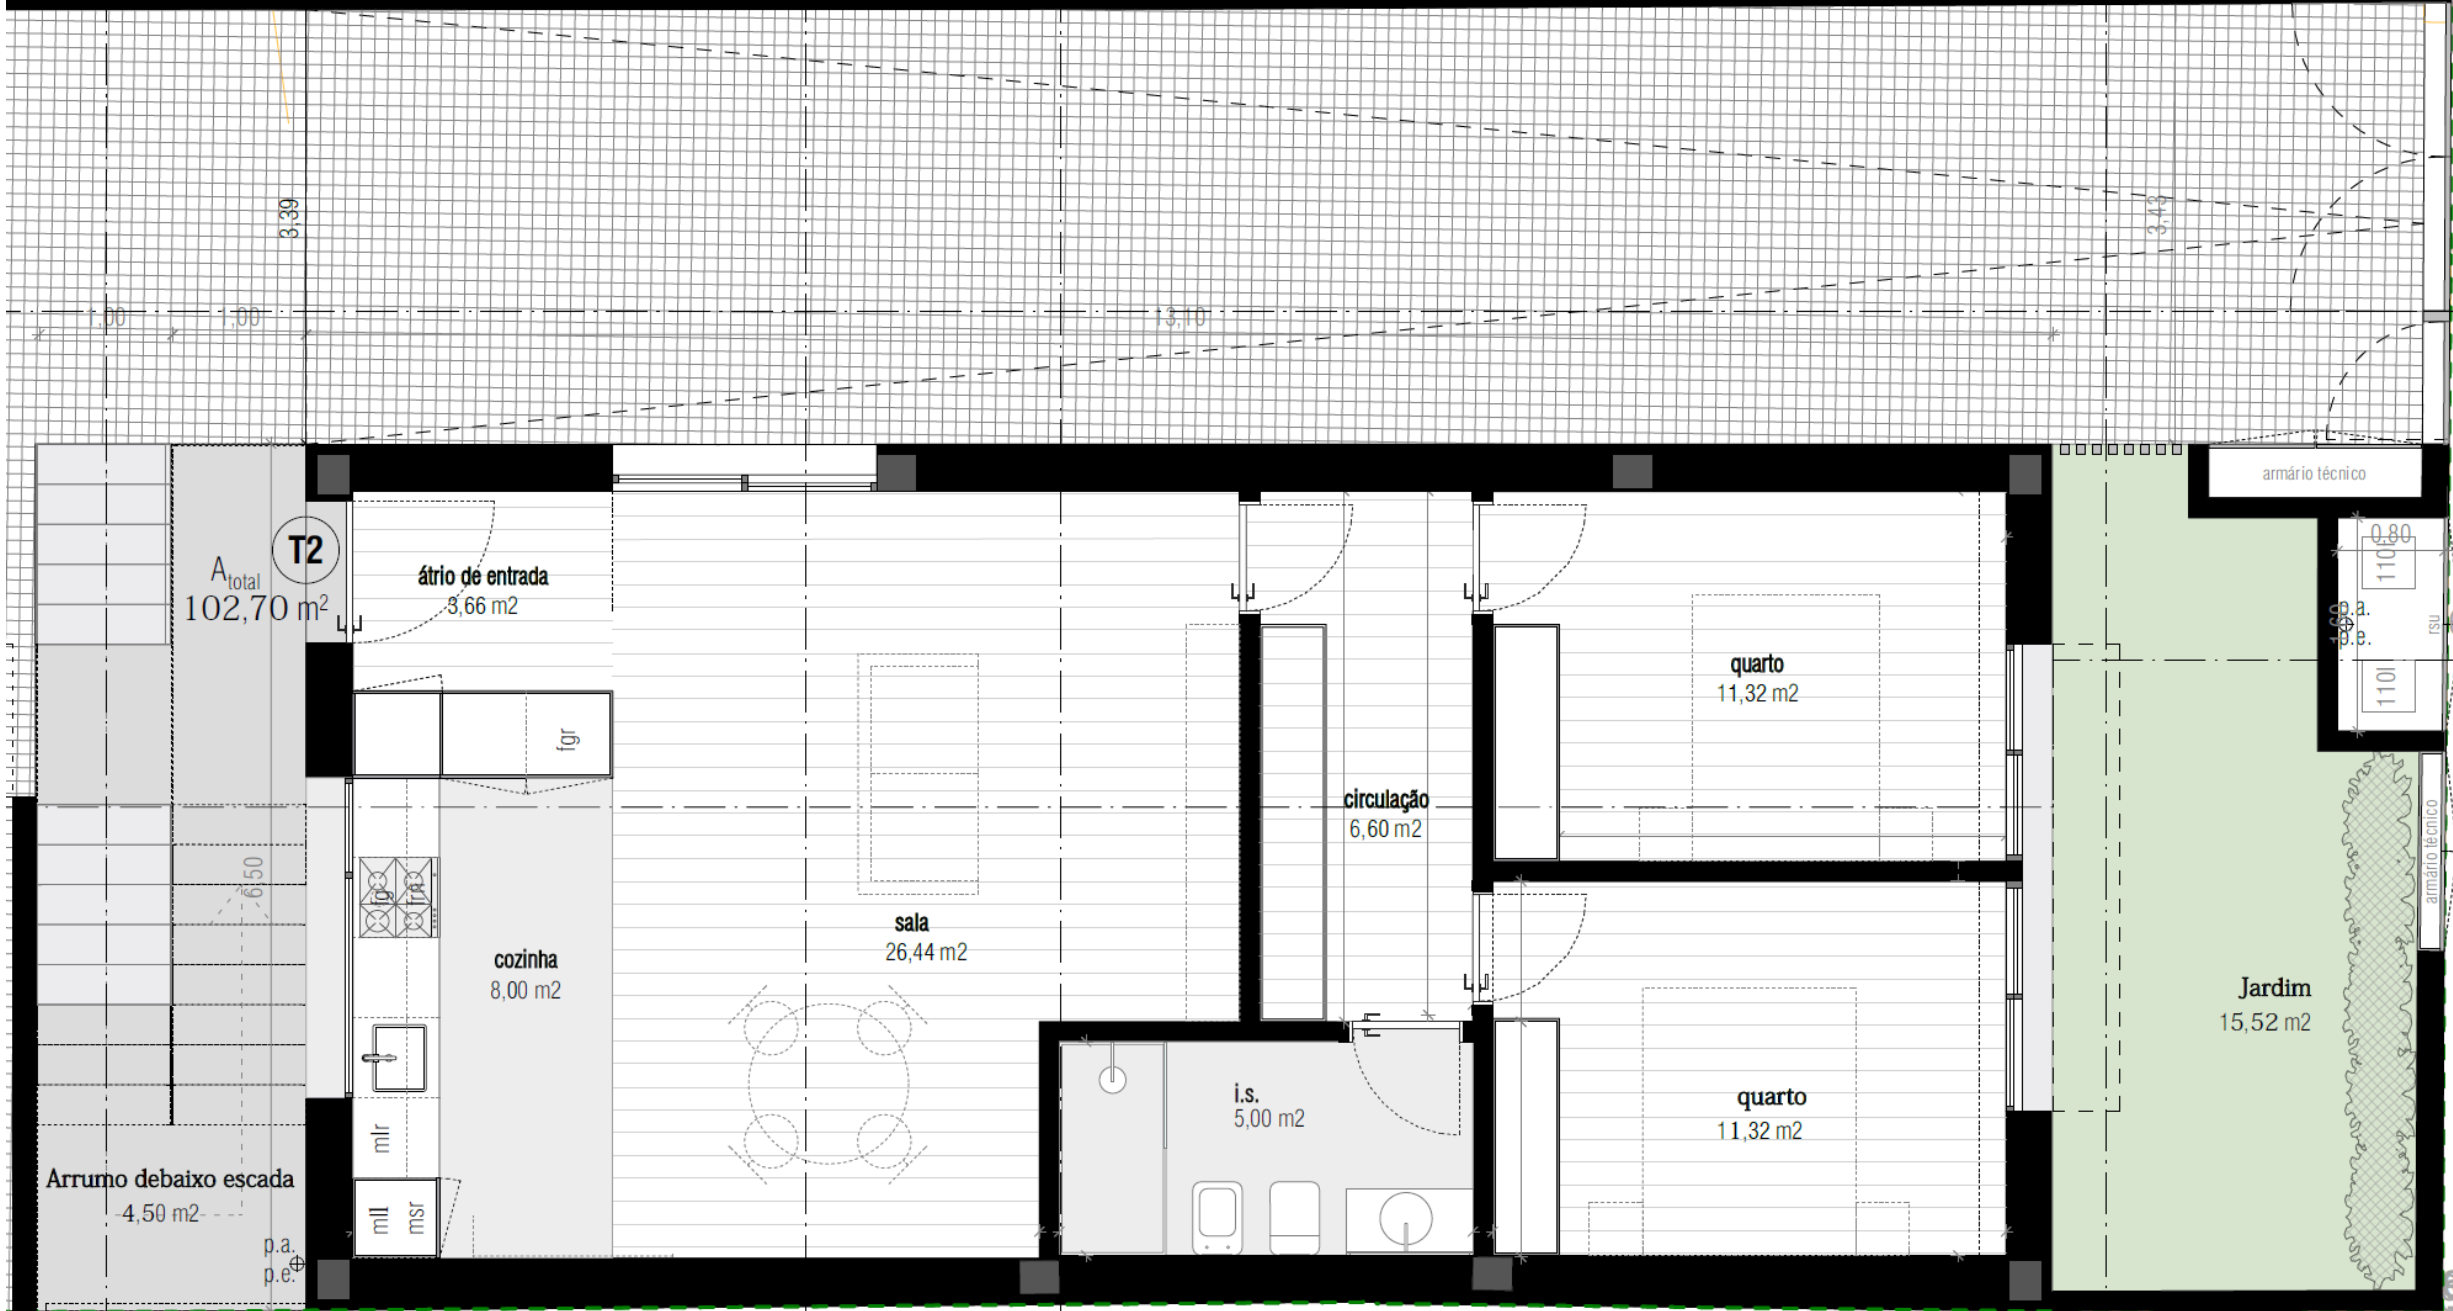 3,39
3,43
1,00
1,00
13,10
armário técnico
T2
A total
102,70 m²
átrio de entrada
3,66 m2
0,80
110l
p.a.
p.e.
1,60
rsu
110l
quarto
11,32 m2
fgr
circulação
6,60 m2
armário técnico
6,50
fg
frn
sala
26,44 m2
cozinha
8,00 m2
Jardim
15,52 m2
i.s.
5,00 m2
quarto
11,32 m2
mlr
Arrumo debaixo escada
4,50 m2
mll
msr
p.a.
p.e.